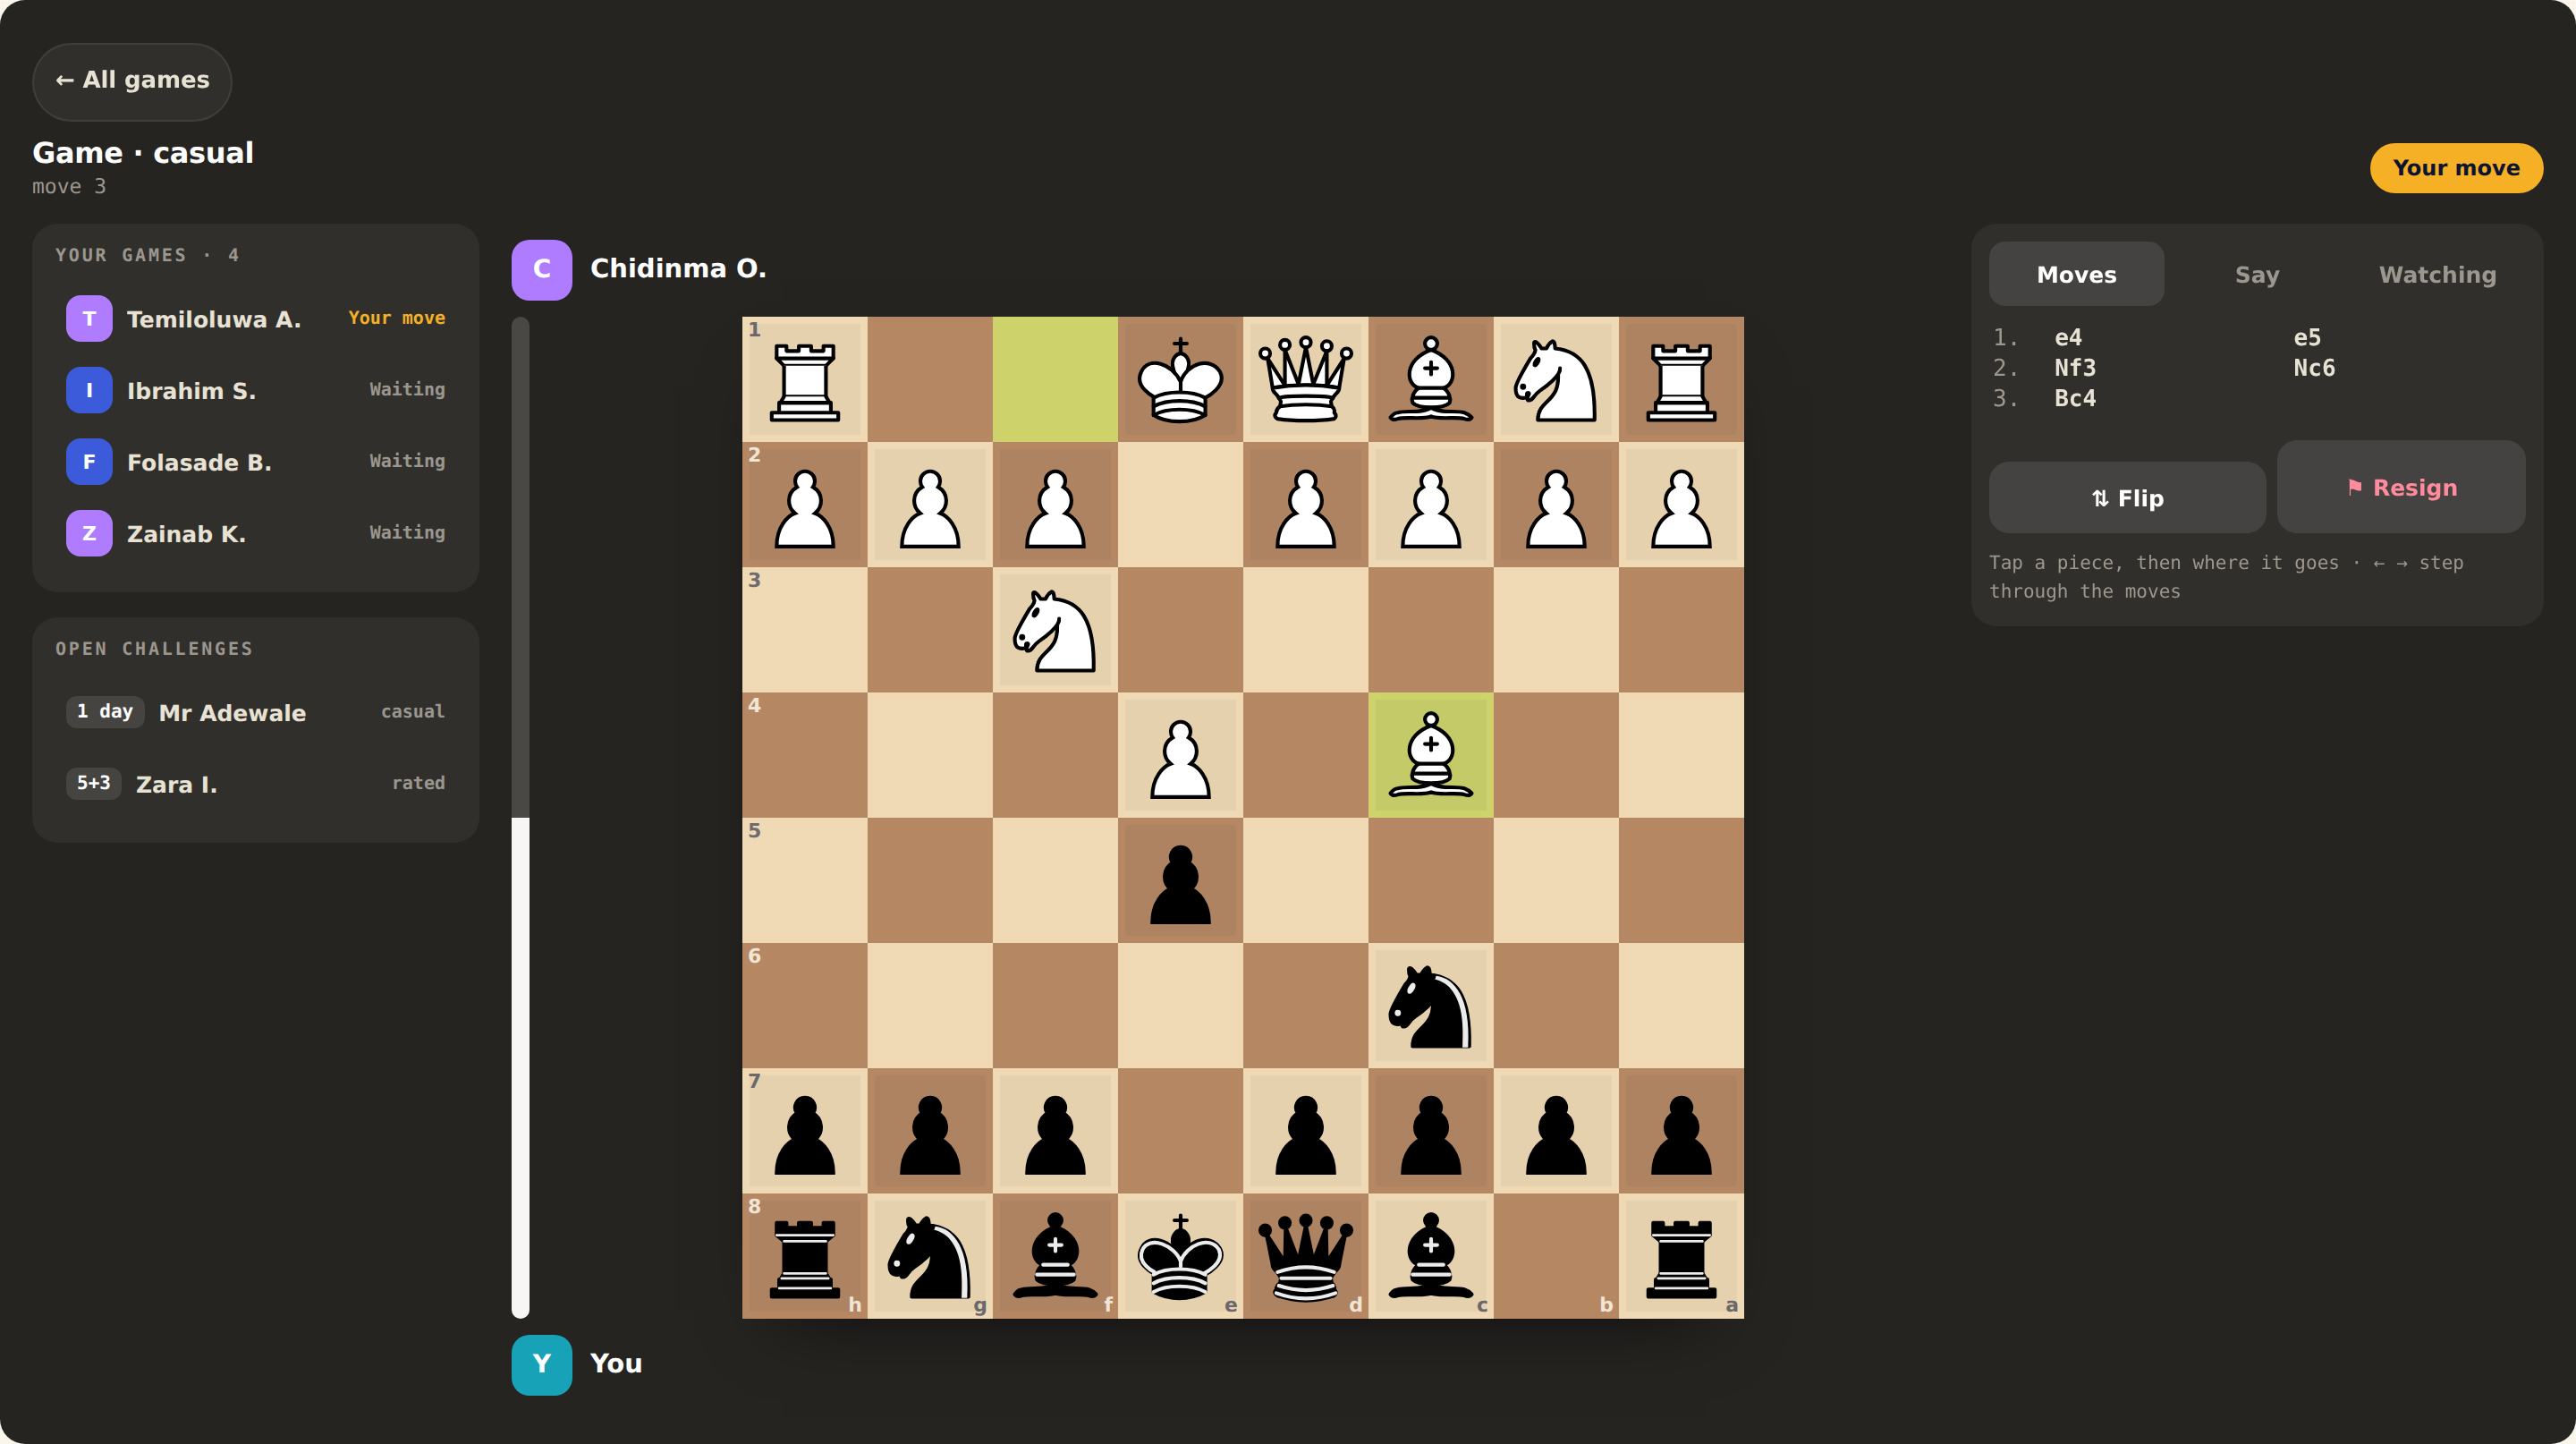 ← All games
Game · casual
move 3
Your move
YOUR GAMES · 4
T Temiloluwa A. Your move
I Ibrahim S. Waiting
F Folasade B. Waiting
Z Zainab K. Waiting
OPEN CHALLENGES
1 day Mr Adewale casual
5+3 Zara I. rated
C Chidinma O.
1
2
3
4
5
6
7
8
h g f e d c b a
Y You
Moves Say Watching
1. e4 e5
2. Nf3 Nc6
3. Bc4
⇅ Flip
⚑ Resign
Tap a piece, then where it goes · ← → step
through the moves